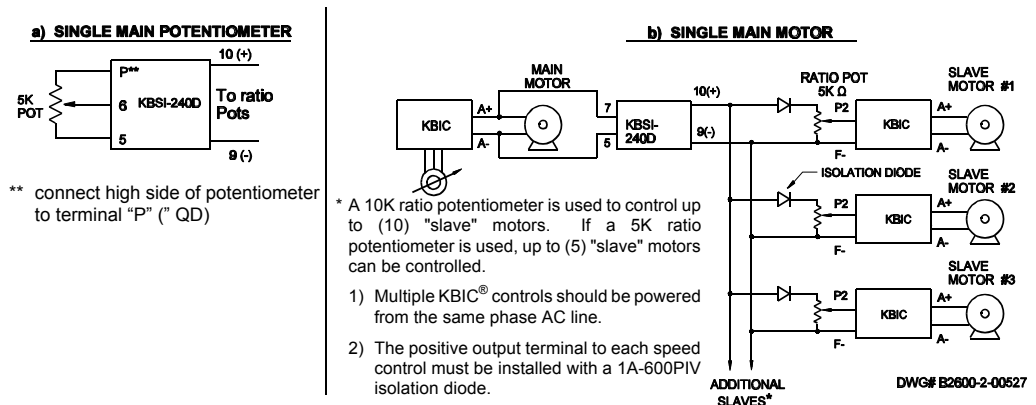 a) SINGLE MAIN POTENTIOMETER
10 (+)
P**
5K
POT
6
KBSI-240D
To ratio
Pots
5
9 (-)
** connect high side of potentiometer
to terminal “P” (” QD)
b) SINGLE MAIN MOTOR
MAIN
MOTOR
KBIC
A+
A-
7
5
KBSI-
240D
10(+)
9(-)
RATIO POT
5K Ω
P2
F-
KBIC
A+
A-
SLAVE
MOTOR #1
ISOLATION DIODE
P2
F-
KBIC
A+
A-
SLAVE
MOTOR #2
P2
F-
KBIC
A+
A-
SLAVE
MOTOR #3
ADDITIONAL
SLAVES*
* A 10K ratio potentiometer is used to control up
to (10) "slave" motors. If a 5K ratio
potentiometer is used, up to (5) "slave" motors
can be controlled.
1) Multiple KBIC® controls should be powered
from the same phase AC line.
2) The positive output terminal to each speed
control must be installed with a 1A-600PIV
isolation diode.
DWG# B2600-2-00527